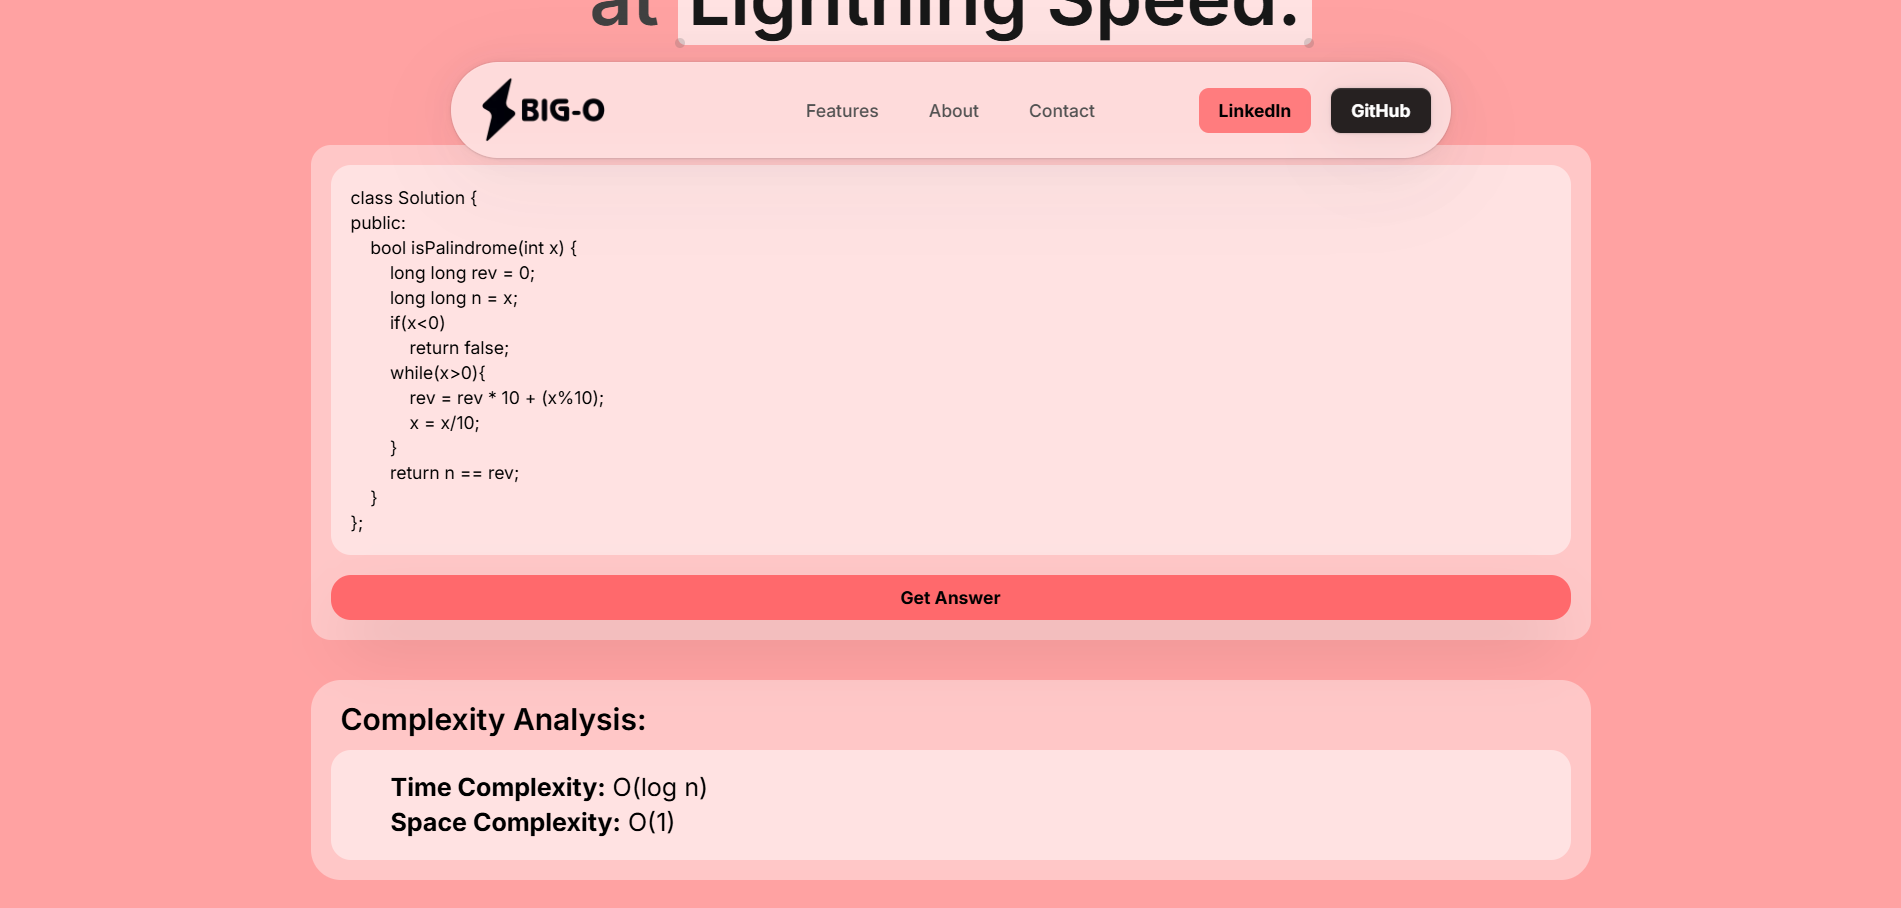 at Lightning Speed.
BIG-O
Features
About
Contact
LinkedIn
GitHub
class Solution {
public:
    bool isPalindrome(int x) {
        long long rev = 0;
        long long n = x;
        if(x<0)
            return false;
        while(x>0){
            rev = rev * 10 + (x%10);
            x = x/10;
        }
        return n == rev;
    }
};
Get Answer
Complexity Analysis:
Time Complexity: O(log n)
Space Complexity: O(1)